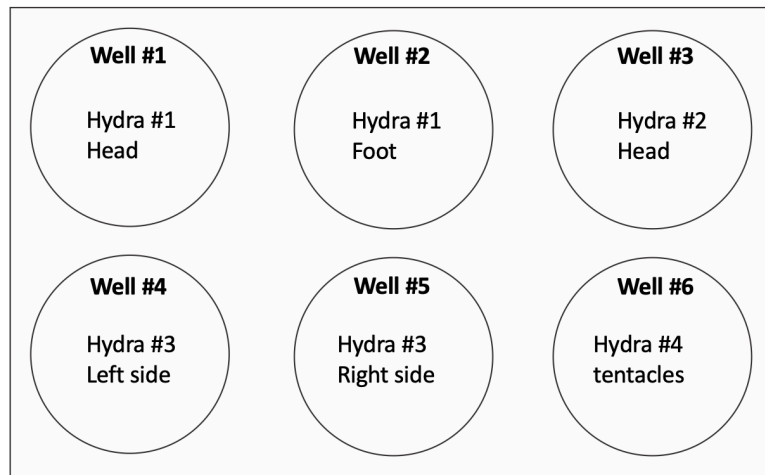 Well #1
Hydra #1
Head
Well #2
Hydra #1
Foot
Well #3
Hydra #2
Head
Well #4
Hydra #3
Left side
Well #5
Hydra #3
Right side
Well #6
Hydra #4
tentacles